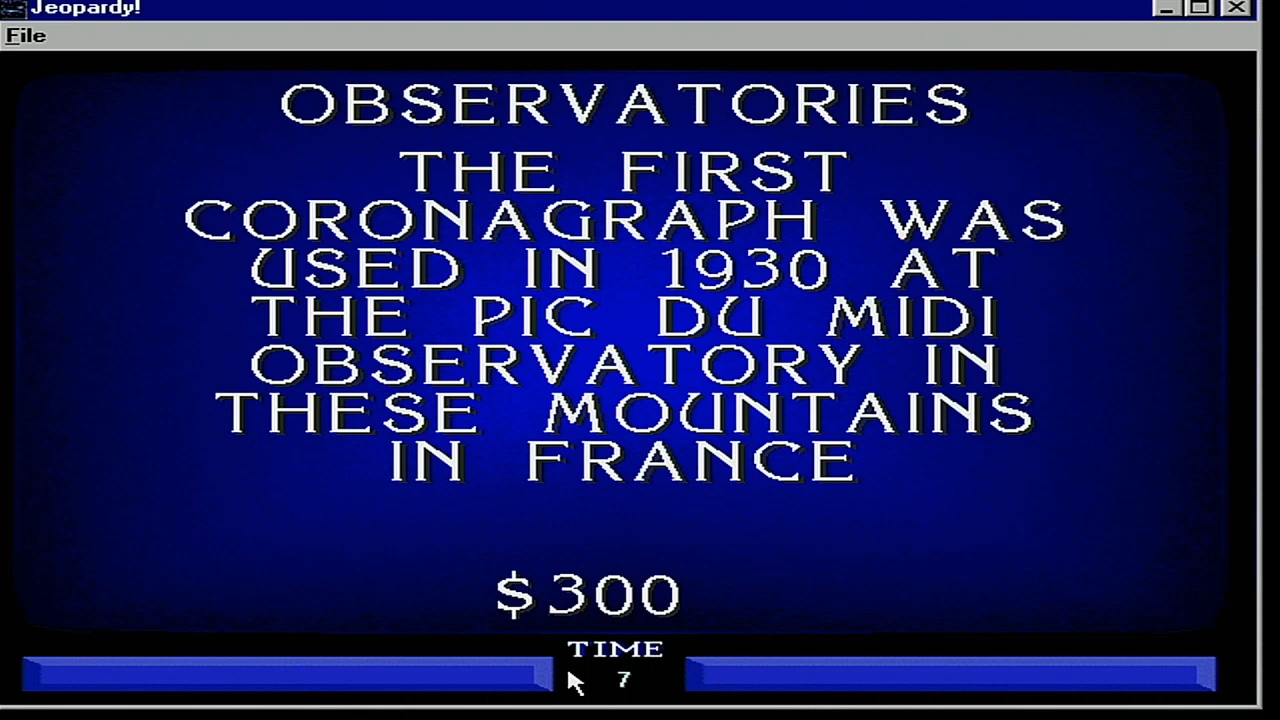 Jeopardy!
File
OBSERVATORIES
THE FIRST
CORONAGRAPH WAS
USED IN 1930 AT
THE PIC DU MIDI
OBSERVATORY IN
THESE MOUNTAINS
IN FRANCE
$300
TIME
7